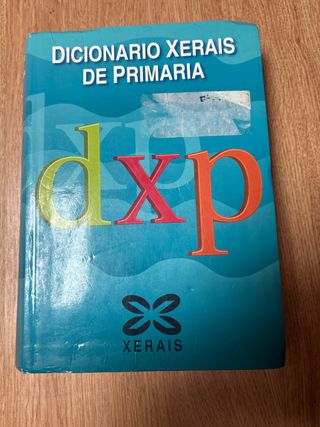 DICIONARIO XERAIS
DE PRIMARIA
dxp
XERAIS